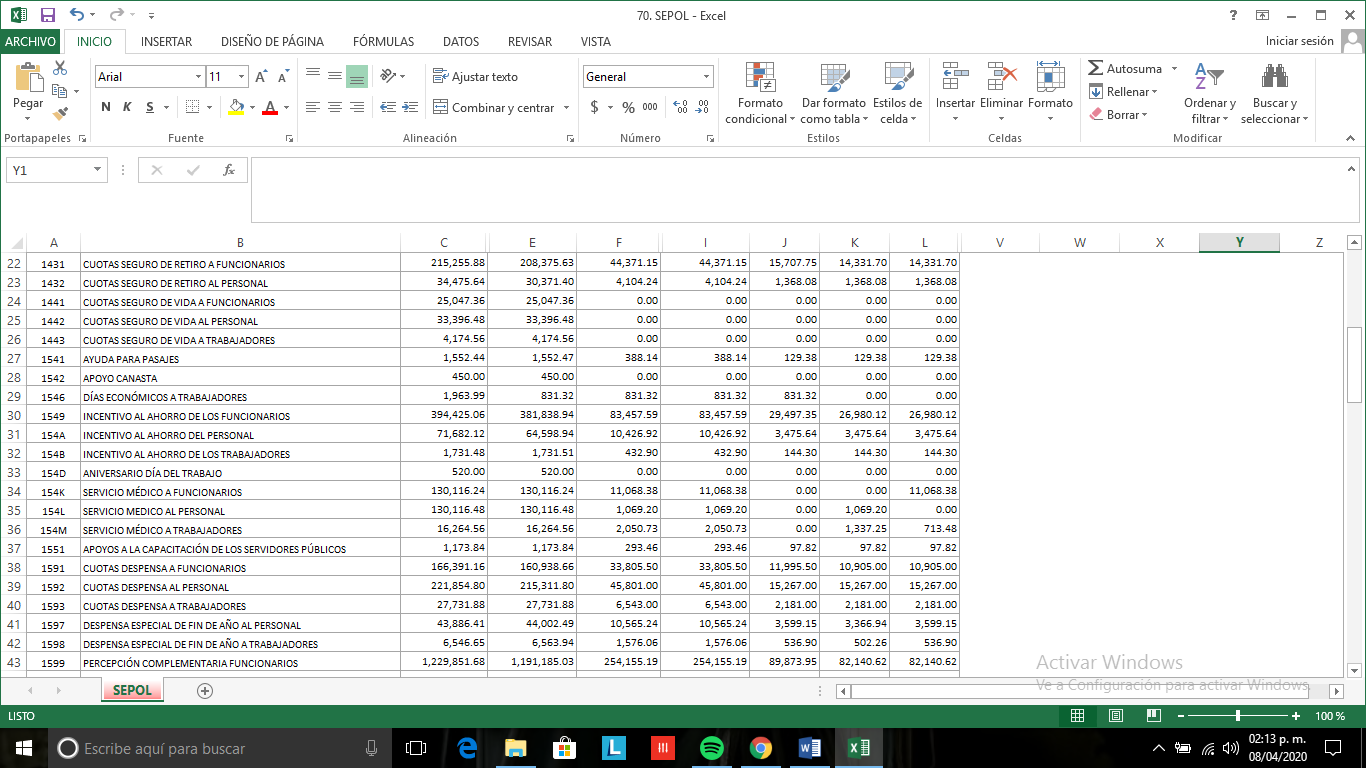 70. SEPOL - Excel
?
ARCHIVO INICIO INSERTAR DISEÑO DE PÁGINA FÓRMULAS DATOS REVISAR VISTA Iniciar sesión
Pegar
Arial 11
N K S
Ajustar texto
Combinar y centrar
General
$ % 000
Formato condicional
Dar formato como tabla
Estilos de celda
Insertar Eliminar Formato
Autosuma
Rellenar
Borrar
Ordenar y filtrar
Buscar y seleccionar
Portapapeles Fuente Alineación Número Estilos Celdas Modificar
Y1 fx
A B C E F I J K L V W X Y Z
22 1431 CUOTAS SEGURO DE RETIRO A FUNCIONARIOS 215,255.88 208,375.63 44,371.15 44,371.15 15,707.75 14,331.70 14,331.70
23 1432 CUOTAS SEGURO DE RETIRO AL PERSONAL 34,475.64 30,371.40 4,104.24 4,104.24 1,368.08 1,368.08 1,368.08
24 1441 CUOTAS SEGURO DE VIDA A FUNCIONARIOS 25,047.36 25,047.36 0.00 0.00 0.00 0.00 0.00
25 1442 CUOTAS SEGURO DE VIDA AL PERSONAL 33,396.48 33,396.48 0.00 0.00 0.00 0.00 0.00
26 1443 CUOTAS SEGURO DE VIDA A TRABAJADORES 4,174.56 4,174.56 0.00 0.00 0.00 0.00 0.00
27 1541 AYUDA PARA PASAJES 1,552.44 1,552.47 388.14 388.14 129.38 129.38 129.38
28 1542 APOYO CANASTA 450.00 450.00 0.00 0.00 0.00 0.00 0.00
29 1546 DÍAS ECONÓMICOS A TRABAJADORES 1,963.99 831.32 831.32 831.32 831.32 0.00 0.00
30 1549 INCENTIVO AL AHORRO DE LOS FUNCIONARIOS 394,425.06 381,838.94 83,457.59 83,457.59 29,497.35 26,980.12 26,980.12
31 154A INCENTIVO AL AHORRO DEL PERSONAL 71,682.12 64,598.94 10,426.92 10,426.92 3,475.64 3,475.64 3,475.64
32 154B INCENTIVO AL AHORRO DE LOS TRABAJADORES 1,731.48 1,731.51 432.90 432.90 144.30 144.30 144.30
33 154D ANIVERSARIO DÍA DEL TRABAJO 520.00 520.00 0.00 0.00 0.00 0.00 0.00
34 154K SERVICIO MÉDICO A FUNCIONARIOS 130,116.24 130,116.24 11,068.38 11,068.38 0.00 0.00 11,068.38
35 154L SERVICIO MEDICO AL PERSONAL 130,116.48 130,116.48 1,069.20 1,069.20 0.00 1,069.20 0.00
36 154M SERVICIO MÉDICO A TRABAJADORES 16,264.56 16,264.56 2,050.73 2,050.73 0.00 1,337.25 713.48
37 1551 APOYOS A LA CAPACITACIÓN DE LOS SERVIDORES PÚBLICOS 1,173.84 1,173.84 293.46 293.46 97.82 97.82 97.82
38 1591 CUOTAS DESPENSA A FUNCIONARIOS 166,391.16 160,938.66 33,805.50 33,805.50 11,995.50 10,905.00 10,905.00
39 1592 CUOTAS DESPENSA AL PERSONAL 221,854.80 215,311.80 45,801.00 45,801.00 15,267.00 15,267.00 15,267.00
40 1593 CUOTAS DESPENSA A TRABAJADORES 27,731.88 27,731.88 6,543.00 6,543.00 2,181.00 2,181.00 2,181.00
41 1597 DESPENSA ESPECIAL DE FIN DE AÑO AL PERSONAL 43,886.41 44,002.49 10,565.24 10,565.24 3,599.15 3,366.94 3,599.15
42 1598 DESPENSA ESPECIAL DE FIN DE AÑO A TRABAJADORES 6,546.65 6,563.94 1,576.06 1,576.06 536.90 502.26 536.90
43 1599 PERCEPCIÓN COMPLEMENTARIA FUNCIONARIOS 1,229,851.68 1,191,185.03 254,155.19 254,155.19 89,873.95 82,140.62 82,140.62
Activar Windows
Ve a Configuración para activar Windows.
SEPOL
LISTO 100 %
Escribe aquí para buscar
02:13 p. m.
08/04/2020